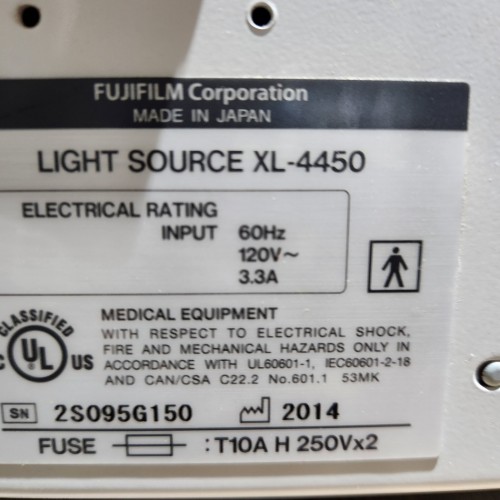 FUJIFILM Corporation
MADE IN JAPAN
LIGHT SOURCE XL-4450
ELECTRICAL RATING
INPUT 60Hz
120V~
3.3A
CLASSIFIED
C UL US
MEDICAL EQUIPMENT
WITH RESPECT TO ELECTRICAL SHOCK,
FIRE AND MECHANICAL HAZARDS ONLY IN
ACCORDANCE WITH UL60601-1, IEC60601-2-18
AND CAN/CSA C22.2 No.601.1 53MK
SN 2S095G150 2014
FUSE :T10A H 250Vx2